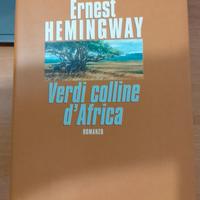 Ernest
HEMINGWAY
Verdi colline
d'Africa
ROMANZO